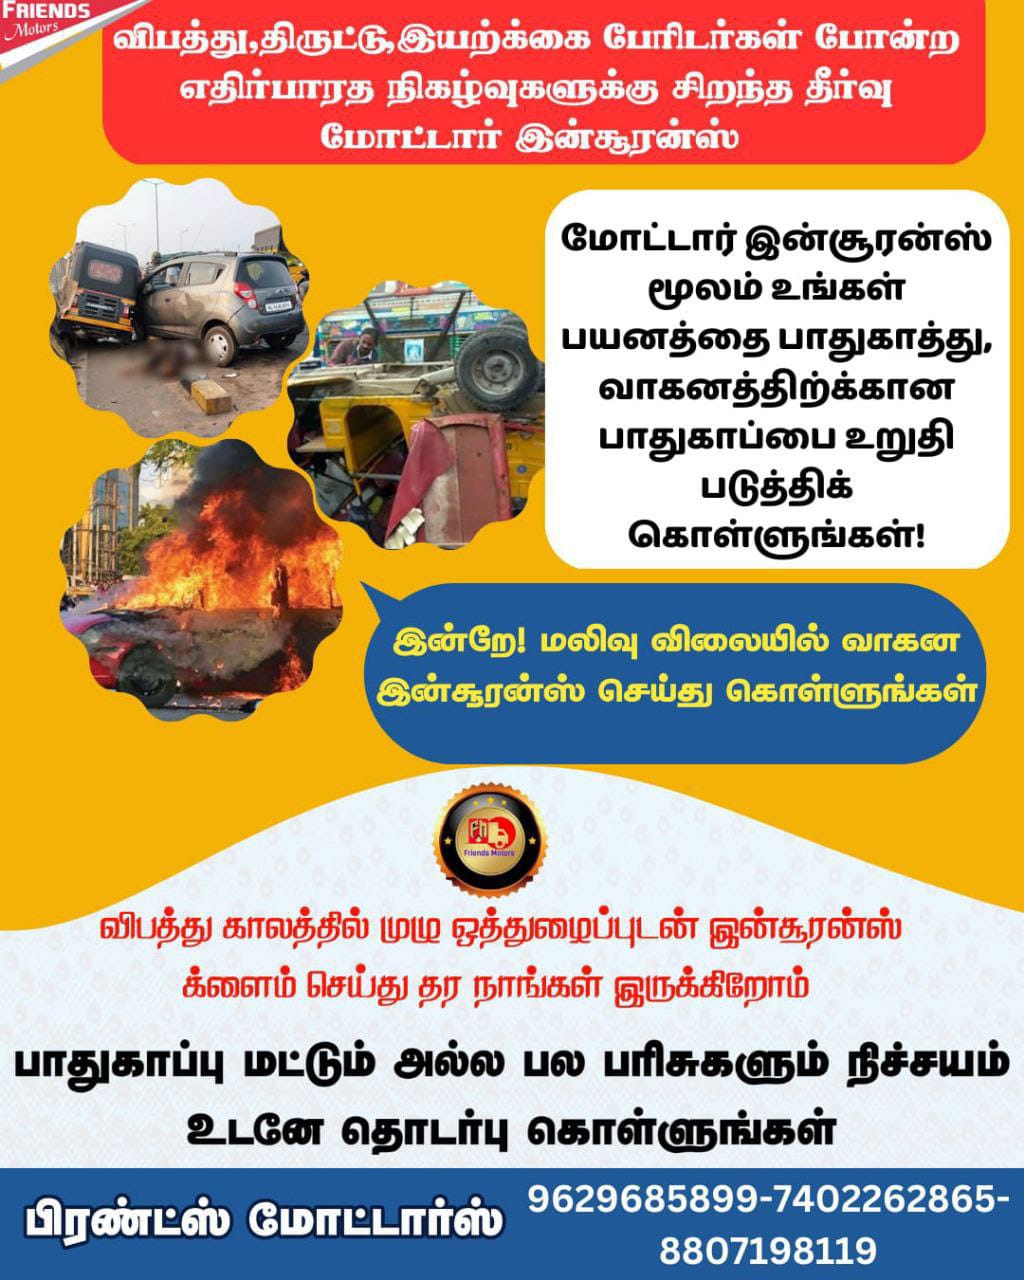 FRIENDS
Motors
விபத்து,திருட்டு,இயற்க்கை பேரிடர்கள் போன்ற
எதிர்பாரத நிகழ்வுகளுக்கு சிறந்த தீர்வு
மோட்டார் இன்சூரன்ஸ்
மோட்டார் இன்சூரன்ஸ்
மூலம் உங்கள்
பயனத்தை பாதுகாத்து,
வாகனத்திற்க்கான
பாதுகாப்பை உறுதி
படுத்திக்
கொள்ளுங்கள்!
இன்றே! மலிவு விலையில் வாகன
இன்சூரன்ஸ் செய்து கொள்ளுங்கள்
Friends Motors
விபத்து காலத்தில் முழு ஒத்துழைப்புடன் இன்சூரன்ஸ்
க்ளைம் செய்து தர நாங்கள் இருக்கிறோம்
பாதுகாப்பு மட்டும் அல்ல பல பரிசுகளும் நிச்சயம்
உடனே தொடர்பு கொள்ளுங்கள்
பிரண்ட்ஸ் மோட்டார்ஸ்
9629685899-7402262865-
8807198119